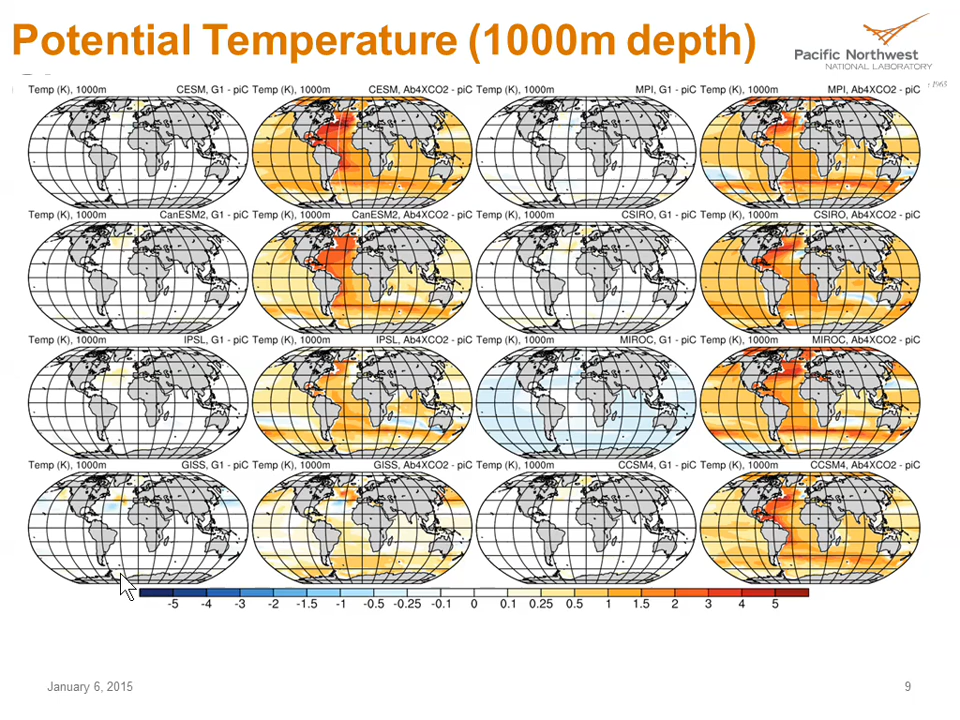 Potential Temperature (1000m depth)
Pacific Northwest
NATIONAL LABORATORY
1965
Temp (K), 1000m CESM, G1 - piC Temp (K), 1000m CESM, Ab4XCO2 - piC Temp (K), 1000m MPI, G1 - piC Temp (K), 1000m MPI, Ab4XCO2 - piC
Temp (K), 1000m CanESM2, G1 - piC Temp (K), 1000m CanESM2, Ab4XCO2 - piC Temp (K), 1000m CSIRO, G1 - piC Temp (K), 1000m CSIRO, Ab4XCO2 - piC
Temp (K), 1000m IPSL, G1 - piC Temp (K), 1000m IPSL, Ab4XCO2 - piC Temp (K), 1000m MIROC, G1 - piC Temp (K), 1000m MIROC, Ab4XCO2 - piC
Temp (K), 1000m GISS, G1 - piC Temp (K), 1000m GISS, Ab4XCO2 - piC Temp (K), 1000m CCSM4, G1 - piC Temp (K), 1000m CCSM4, Ab4XCO2 - piC
-5 -4 -3 -2 -1.5 -1 -0.5 -0.25 -0.1 0 0.1 0.25 0.5 1 1.5 2 3 4 5
January 6, 2015 9